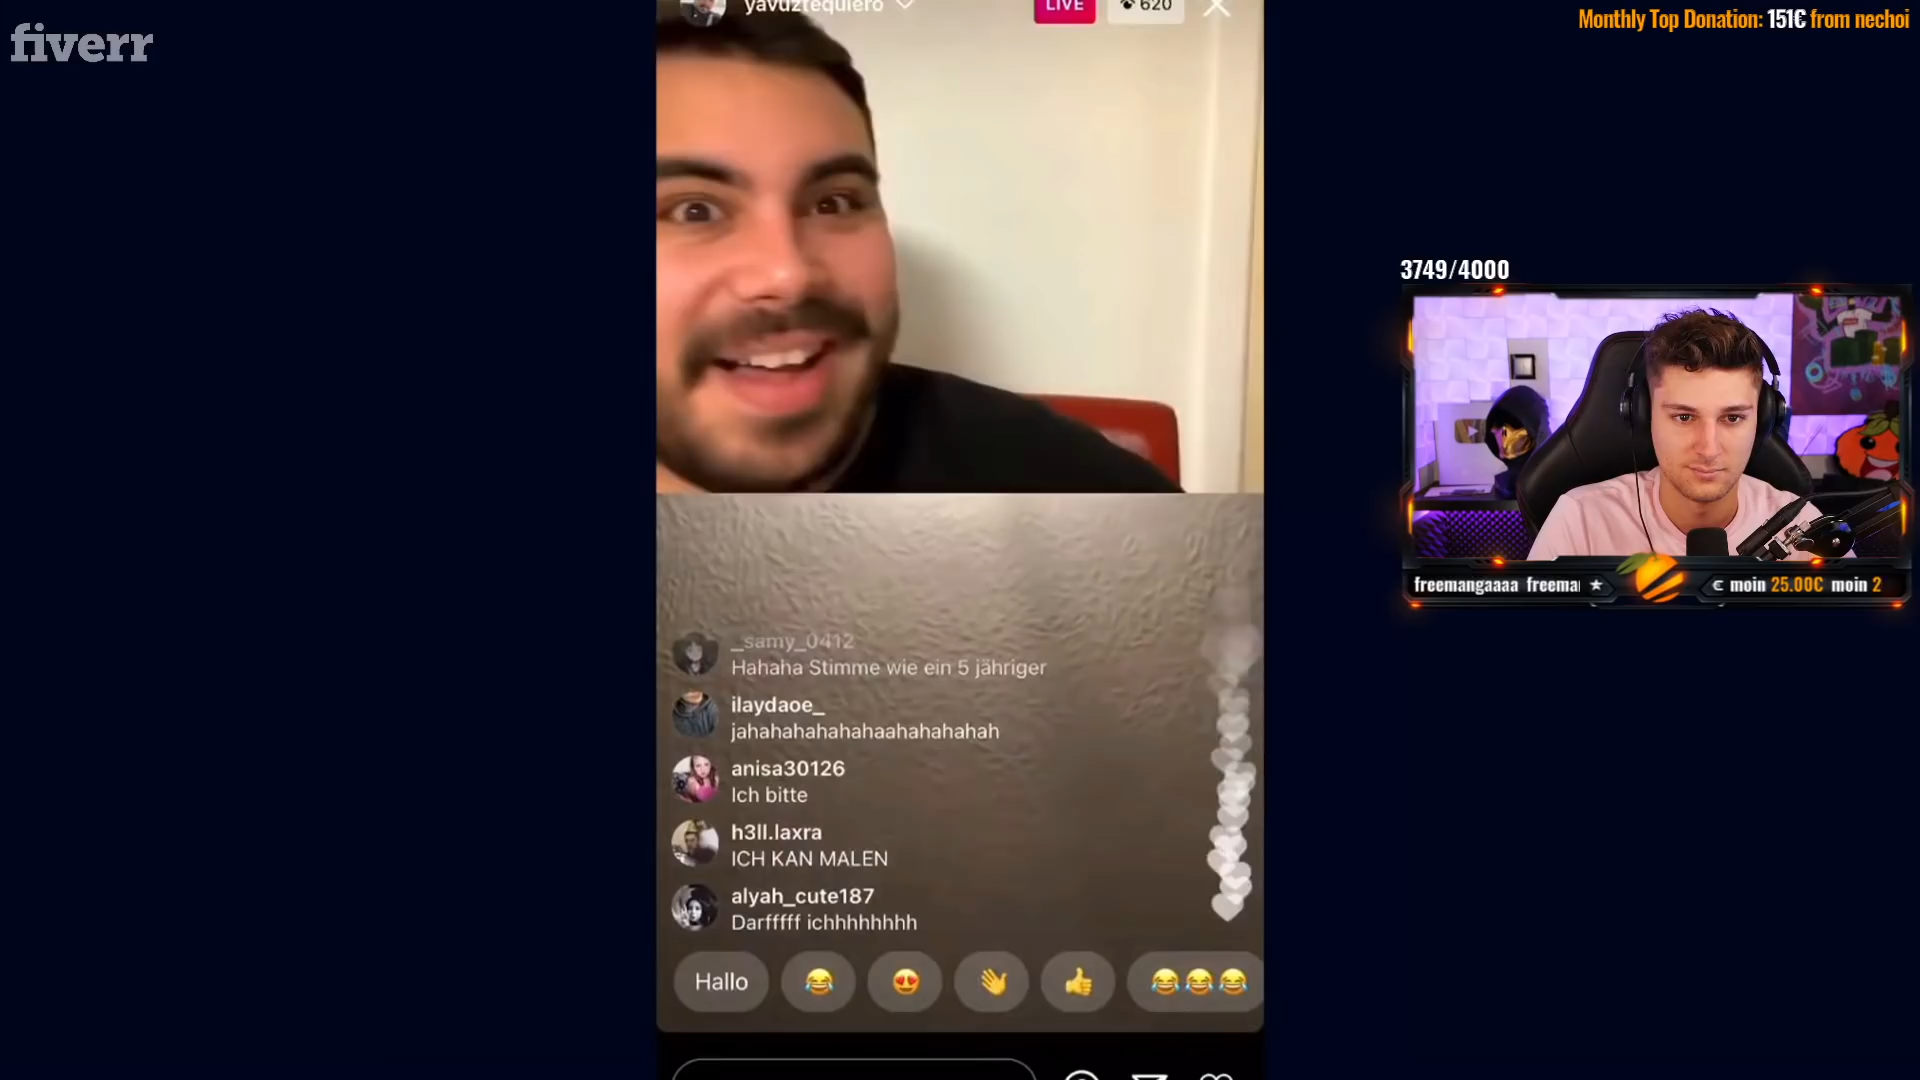 fiverr
yavuztequiero
LIVE
620
Monthly Top Donation: 151€ from nechoi
3749/4000
freemangaaaa freema
€ moin 25.00€ moin 2
_samy_0412
Hahaha Stimme wie ein 5 jähriger
ilaydaoe_
jahahahahahahaahahahahah
anisa30126
Ich bitte
h3ll.laxra
ICH KAN MALEN
alyah_cute187
Darfffff ichhhhhhhh
Hallo 😂 😍 👋 👍 😂😂😂